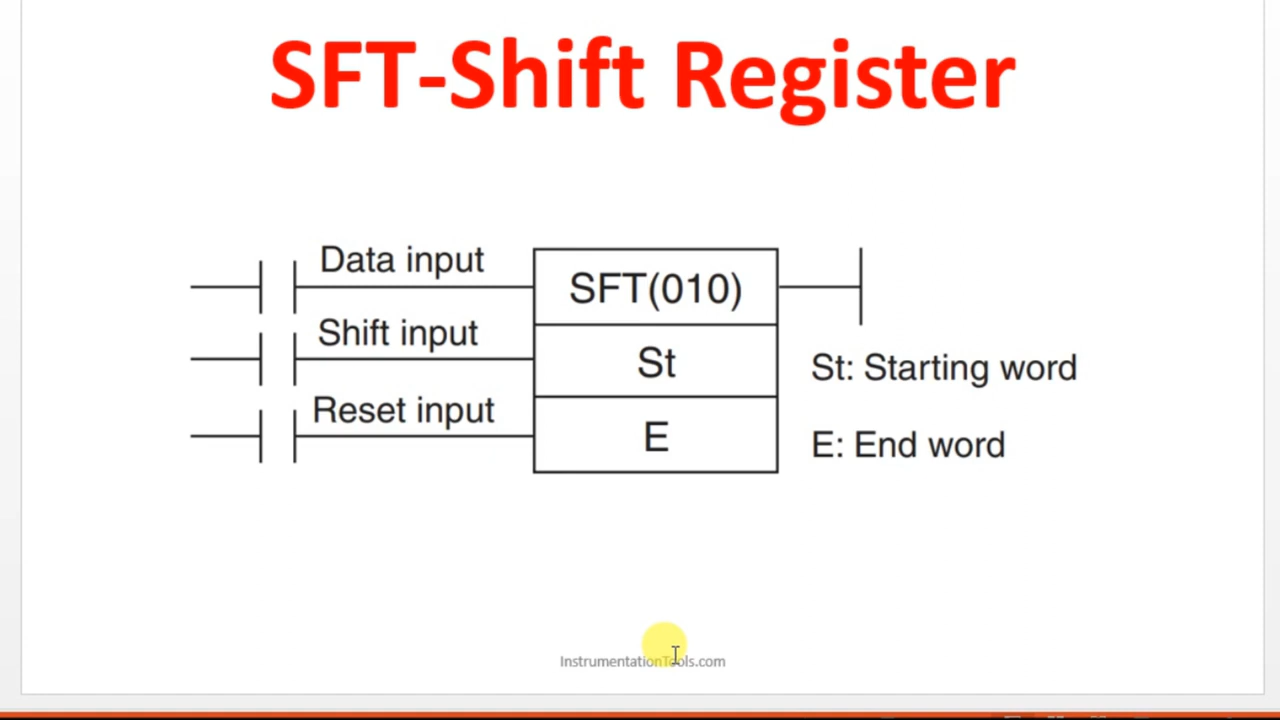 SFT-Shift Register
Data input
SFT(010)
Shift input
St
St: Starting word
Reset input
E
E: End word
InstrumentationTools.com